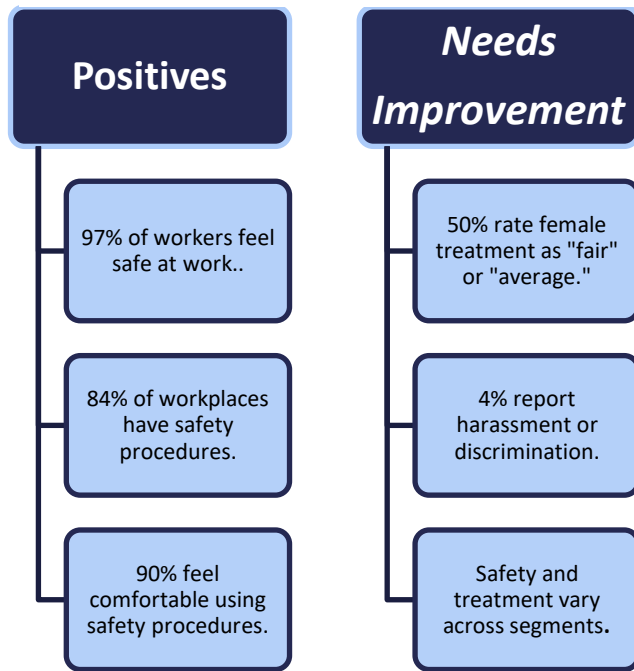 Positives
97% of workers feel
safe at work..
84% of workplaces
have safety
procedures.
90% feel
comfortable using
safety procedures.
Needs
Improvement
50% rate female
treatment as "fair"
or "average."
4% report
harassment or
discrimination.
Safety and
treatment vary
across segments.